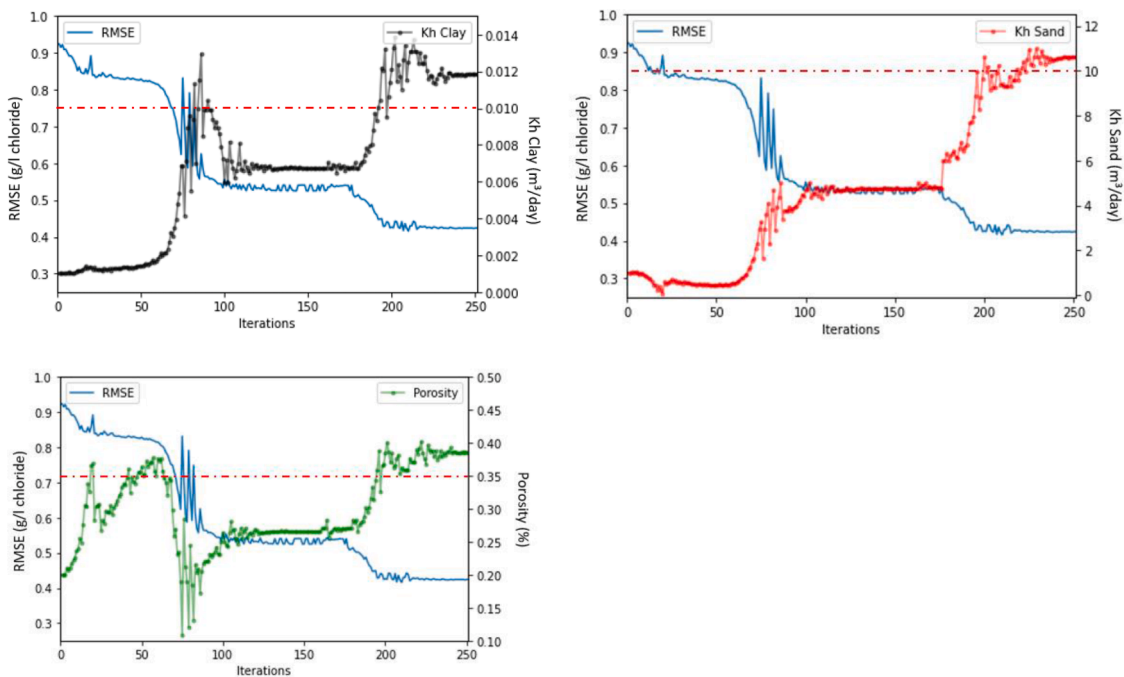 RMSE
Kh Clay
1.0
0.9
0.8
0.7
0.6
0.5
0.4
0.3
RMSE (g/l chloride)
0.014
0.012
0.010
0.008
0.006
0.004
0.002
0.000
Kh Clay (m³/day)
0 50 100 150 200 250
Iterations
RMSE
Kh Sand
1.0
0.9
0.8
0.7
0.6
0.5
0.4
0.3
RMSE (g/l chloride)
12
10
8
6
4
2
0
Kh Sand (m³/day)
0 50 100 150 200 250
Iterations
RMSE
Porosity
1.0
0.9
0.8
0.7
0.6
0.5
0.4
0.3
RMSE (g/l chloride)
0.50
0.45
0.40
0.35
0.30
0.25
0.20
0.15
0.10
Porosity (%)
0 50 100 150 200 250
Iterations